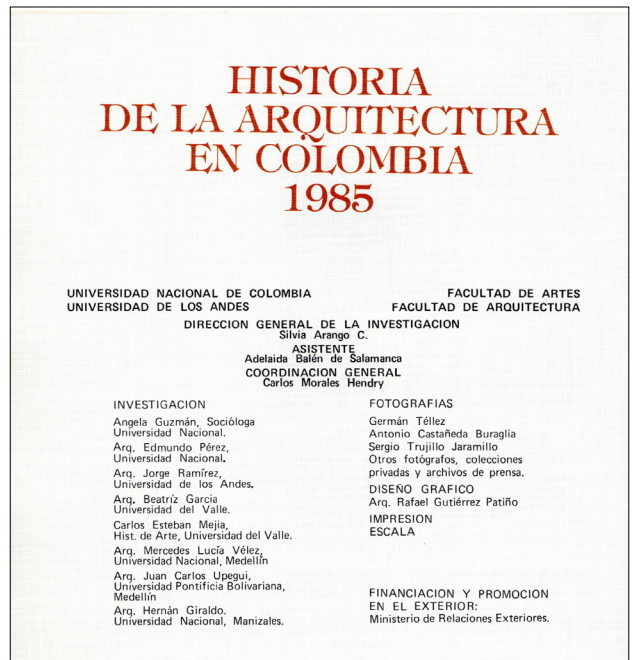 HISTORIA
DE LA ARQUITECTURA
EN COLOMBIA
1985
UNIVERSIDAD NACIONAL DE COLOMBIA FACULTAD DE ARTES
UNIVERSIDAD DE LOS ANDES FACULTAD DE ARQUITECTURA
DIRECCION GENERAL DE LA INVESTIGACION
Silvia Arango C.
ASISTENTE
Adelaida Balén de Salamanca
COORDINACION GENERAL
Carlos Morales Hendry
INVESTIGACION
Angela Guzmán, Socióloga
Universidad Nacional.
Arq. Edmundo Pérez,
Universidad Nacional.
Arq. Jorge Ramírez,
Universidad de los Andes.
Arq. Beatríz Garcia
Universidad del Valle.
Carlos Esteban Mejia,
Hist. de Arte, Universidad del Valle.
Arq. Mercedes Lucía Vélez,
Universidad Nacional, Medellín
Arq. Juan Carlos Upegui,
Universidad Pontificia Bolivariana,
Medellín
Arq. Hernán Giraldo.
Universidad Nacional, Manizales.
FOTOGRAFIAS
Germán Téllez
Antonio Castañeda Buraglia
Sergio Trujillo Jaramillo
Otros fotógrafos, colecciones
privadas y archivos de prensa.
DISEÑO GRAFICO
Arq. Rafael Gutiérrez Patiño
IMPRESION
ESCALA
FINANCIACION Y PROMOCION
EN EL EXTERIOR:
Ministerio de Relaciones Exteriores.